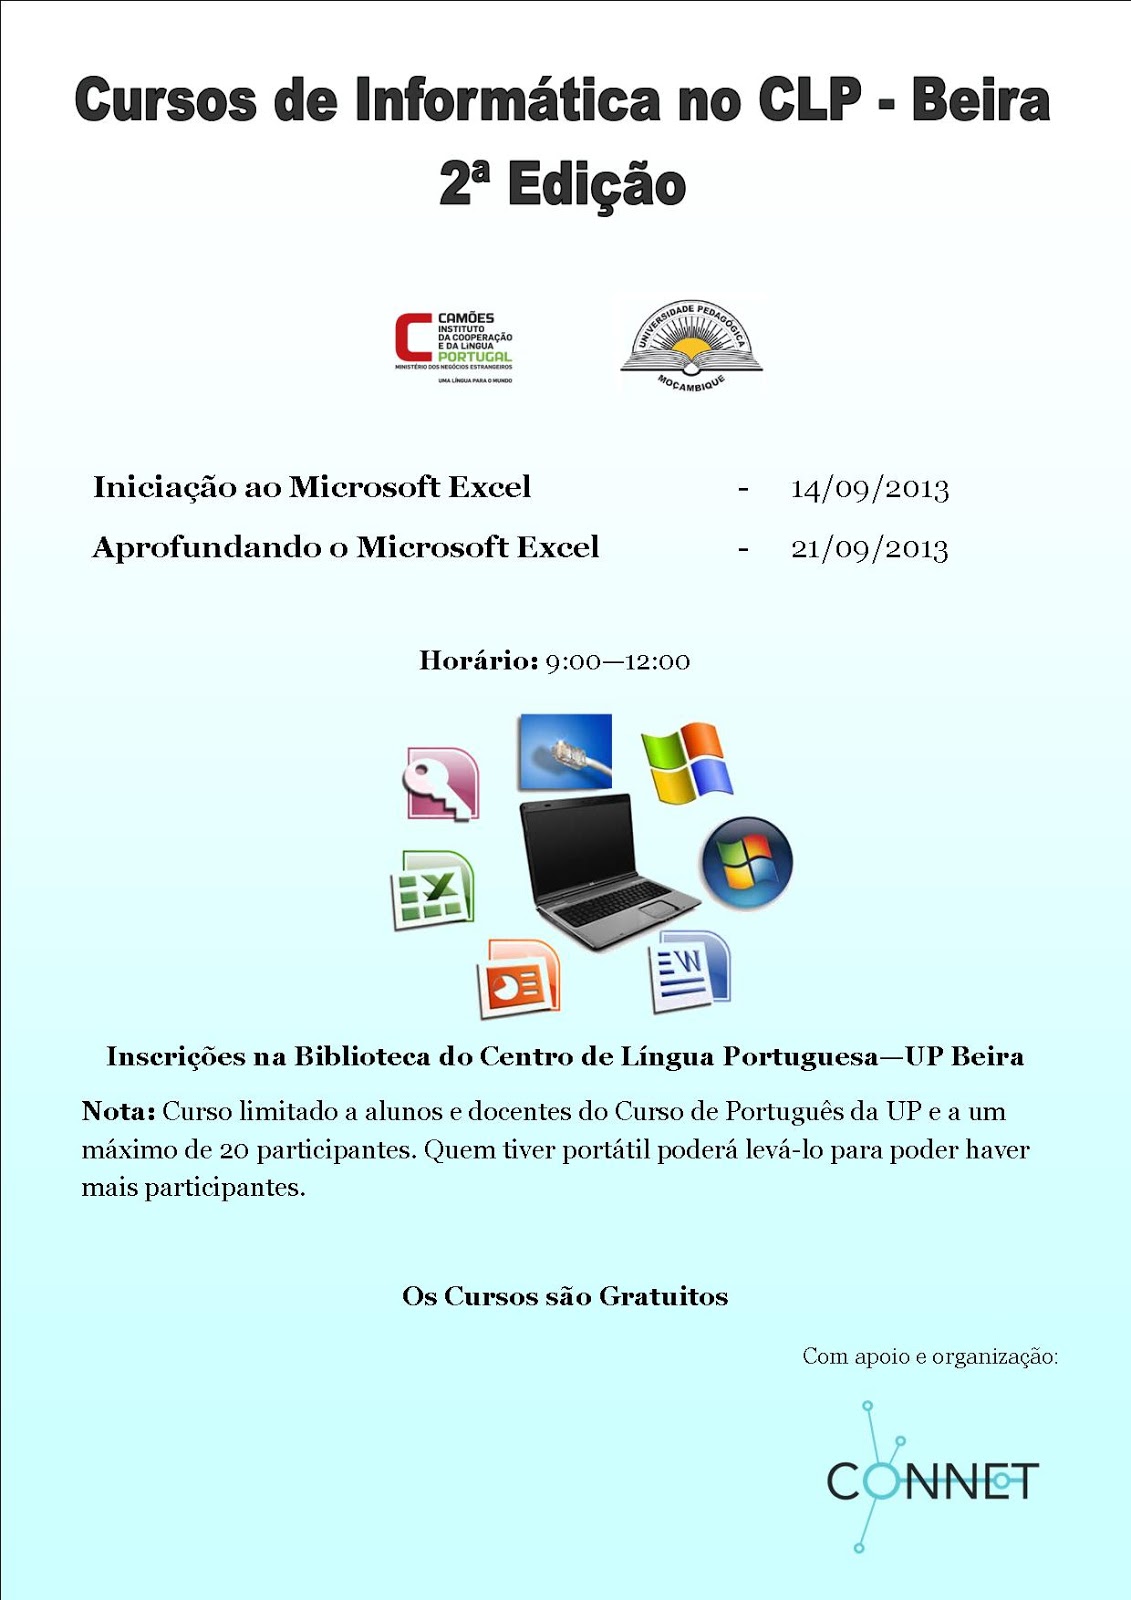 Cursos de Informática no CLP - Beira
2ª Edição
CAMÕES
INSTITUTO
DA COOPERAÇÃO
E DA LÍNGUA
PORTUGAL
MINISTÉRIO DOS NEGÓCIOS ESTRANGEIROS
UMA LÍNGUA PARA O MUNDO
UNIVERSIDADE PEDAGÓGICA
MOÇAMBIQUE
Iniciação ao Microsoft Excel - 14/09/2013
Aprofundando o Microsoft Excel - 21/09/2013
Horário: 9:00—12:00
W
Inscrições na Biblioteca do Centro de Língua Portuguesa—UP Beira
Nota: Curso limitado a alunos e docentes do Curso de Português da UP e a um
máximo de 20 participantes. Quem tiver portátil poderá levá-lo para poder haver
mais participantes.
Os Cursos são Gratuitos
Com apoio e organização:
CONNET